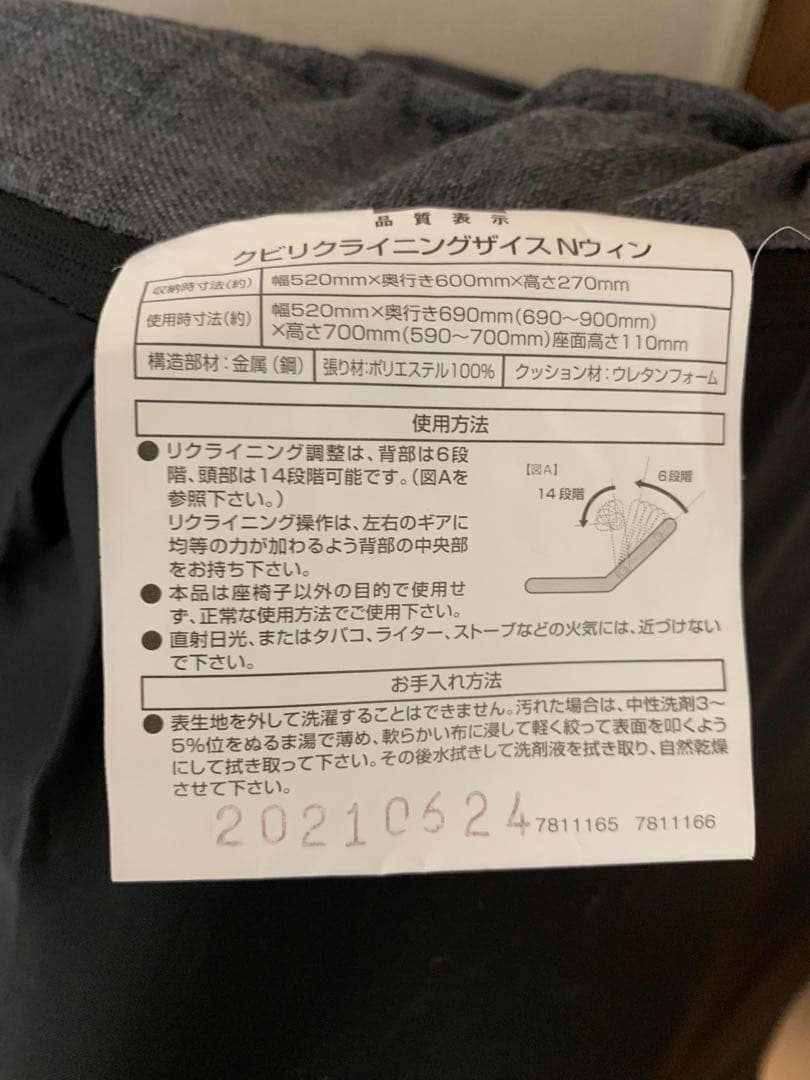 品質表示
クビリクライニングザイスNウィン
収納時寸法(約) 幅520mm×奥行き600mm×高さ270mm
使用時寸法(約) 幅520mm×奥行き690mm(690〜900mm)
×高さ700mm(590〜700mm)座面高さ110mm
構造部材:金属(鋼) 張り材:ポリエステル100% クッション材:ウレタンフォーム
使用方法
●リクライニング調整は、背部は6段
階、頭部は14段階可能です。(図Aを
参照下さい。)
リクライニング操作は、左右のギアに
均等の力が加わるよう背部の中央部
をお持ち下さい。
【図A】
14段階
6段階
●本品は座椅子以外の目的で使用せ
ず、正常な使用方法でご使用下さい。
●直射日光、またはタバコ、ライター、ストーブなどの火気には、近づけない
で下さい。
お手入れ方法
●表生地を外して洗濯することはできません。汚れた場合は、中性洗剤3〜
5%位をぬるま湯で薄め、軟らかい布に浸して軽く絞って表面を叩くよう
にして拭き取って下さい。その後水拭きして洗剤液を拭き取り、自然乾燥
させて下さい。
20210624 7811165 7811166